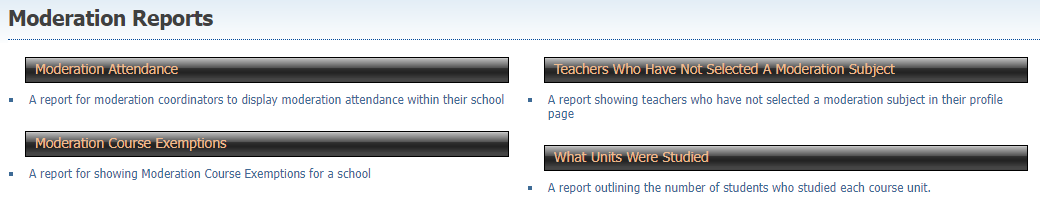 Moderation Reports
Moderation Attendance
A report for moderation coordinators to display moderation attendance within their school
Moderation Course Exemptions
A report for showing Moderation Course Exemptions for a school
Teachers Who Have Not Selected A Moderation Subject
A report showing teachers who have not selected a moderation subject in their profile
page
What Units Were Studied
A report outlining the number of students who studied each course unit.